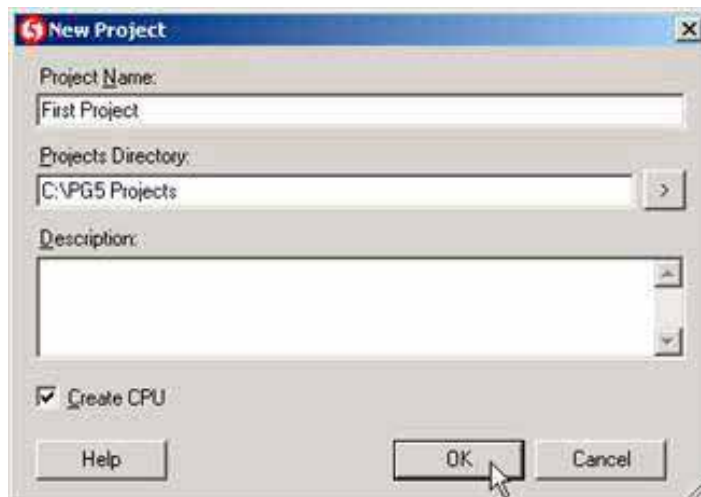 New Project
Project Name:
First Project
Projects Directory:
C:\PG5 Projects
>
Description:
Create CPU
Help
OK
Cancel